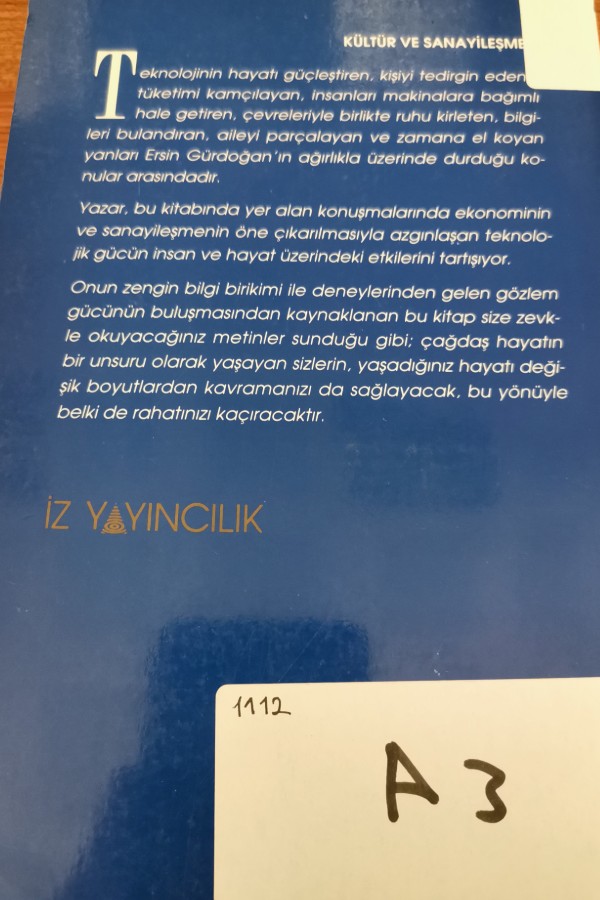 KÜLTÜR VE SANAYİLEŞME
Teknolojinin hayatı güçleştiren, kişiyi tedirgin eden
tüketimi kamçılayan, insanları makinalara bağımlı
hale getiren, çevreleriyle birlikte ruhu kirleten, bilgi-
leri bulandıran, aileyi parçalayan ve zamana el koyan
yanları Ersin Gürdoğan'ın ağırlıkla üzerinde durduğu ko-
nular arasındadır.
Yazar, bu kitabında yer alan konuşmalarında ekonominin
ve sanayileşmenin öne çıkarılmasıyla azgınlaşan teknolo-
jik gücün insan ve hayat üzerindeki etkilerini tartışıyor.
Onun zengin bilgi birikimi ile deneylerinden gelen gözlem
gücünün buluşmasından kaynaklanan bu kitap size zevk-
le okuyacağınız metinler sunduğu gibi; çağdaş hayatın
bir unsuru olarak yaşayan sizlerin, yaşadığınız hayatı deği-
şik boyutlardan kavramanızı da sağlayacak, bu yönüyle
belki de rahatınızı kaçıracaktır.
İZ YAYINCILIK
1112
A 3